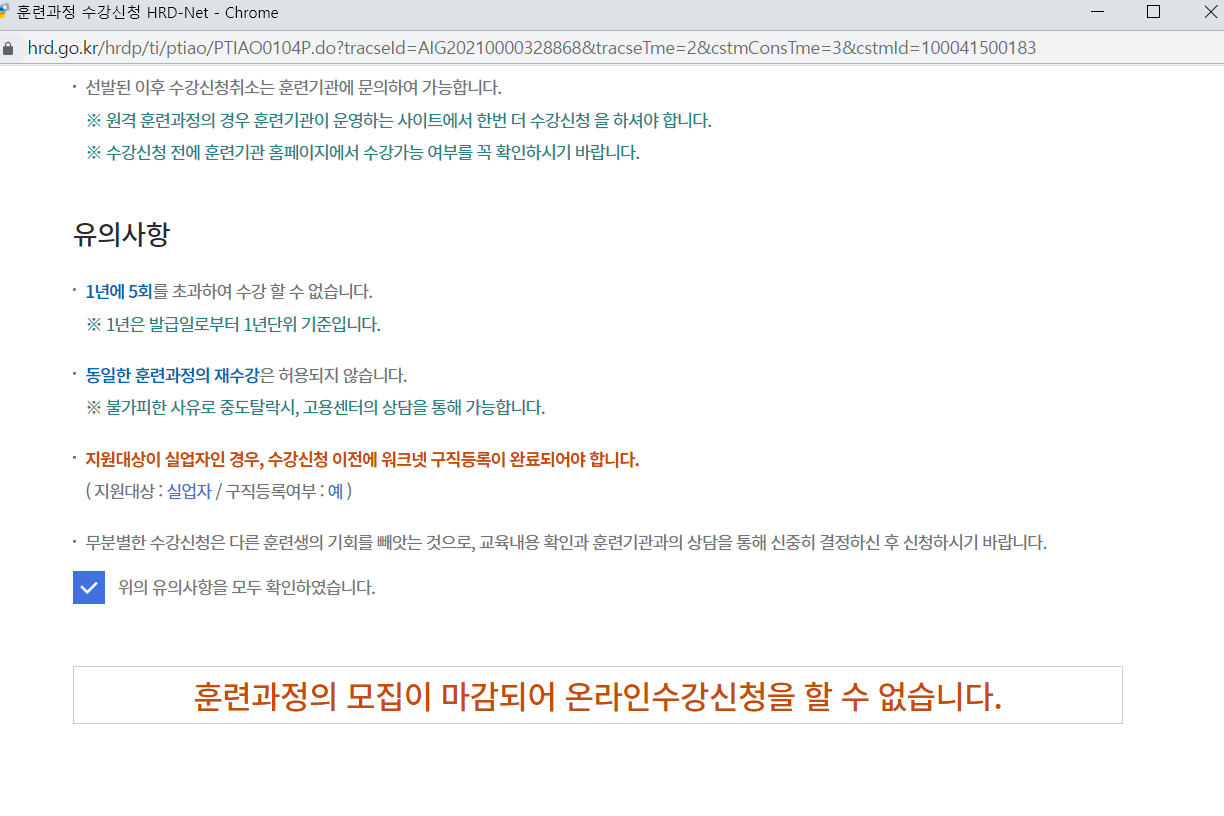 훈련과정 수강신청 HRD-Net - Chrome
hrd.go.kr/hrdp/ti/ptiao/PTIAO0104P.do?tracseId=AIG20210000328868&tracseTme=2&cstmConsTme=3&cstmId=100041500183
· 선발된 이후 수강신청취소는 훈련기관에 문의하여 가능합니다.
※ 원격 훈련과정의 경우 훈련기관이 운영하는 사이트에서 한번 더 수강신청 을 하셔야 합니다.
※ 수강신청 전에 훈련기관 홈페이지에서 수강가능 여부를 꼭 확인하시기 바랍니다.
유의사항
· 1년에 5회를 초과하여 수강 할 수 없습니다.
※ 1년은 발급일로부터 1년단위 기준입니다.
· 동일한 훈련과정의 재수강은 허용되지 않습니다.
※ 불가피한 사유로 중도탈락시, 고용센터의 상담을 통해 가능합니다.
· 지원대상이 실업자인 경우, 수강신청 이전에 워크넷 구직등록이 완료되어야 합니다.
( 지원대상 : 실업자 / 구직등록여부 : 예 )
· 무분별한 수강신청은 다른 훈련생의 기회를 빼앗는 것으로, 교육내용 확인과 훈련기관과의 상담을 통해 신중히 결정하신 후 신청하시기 바랍니다.
위의 유의사항을 모두 확인하였습니다.
훈련과정의 모집이 마감되어 온라인수강신청을 할 수 없습니다.